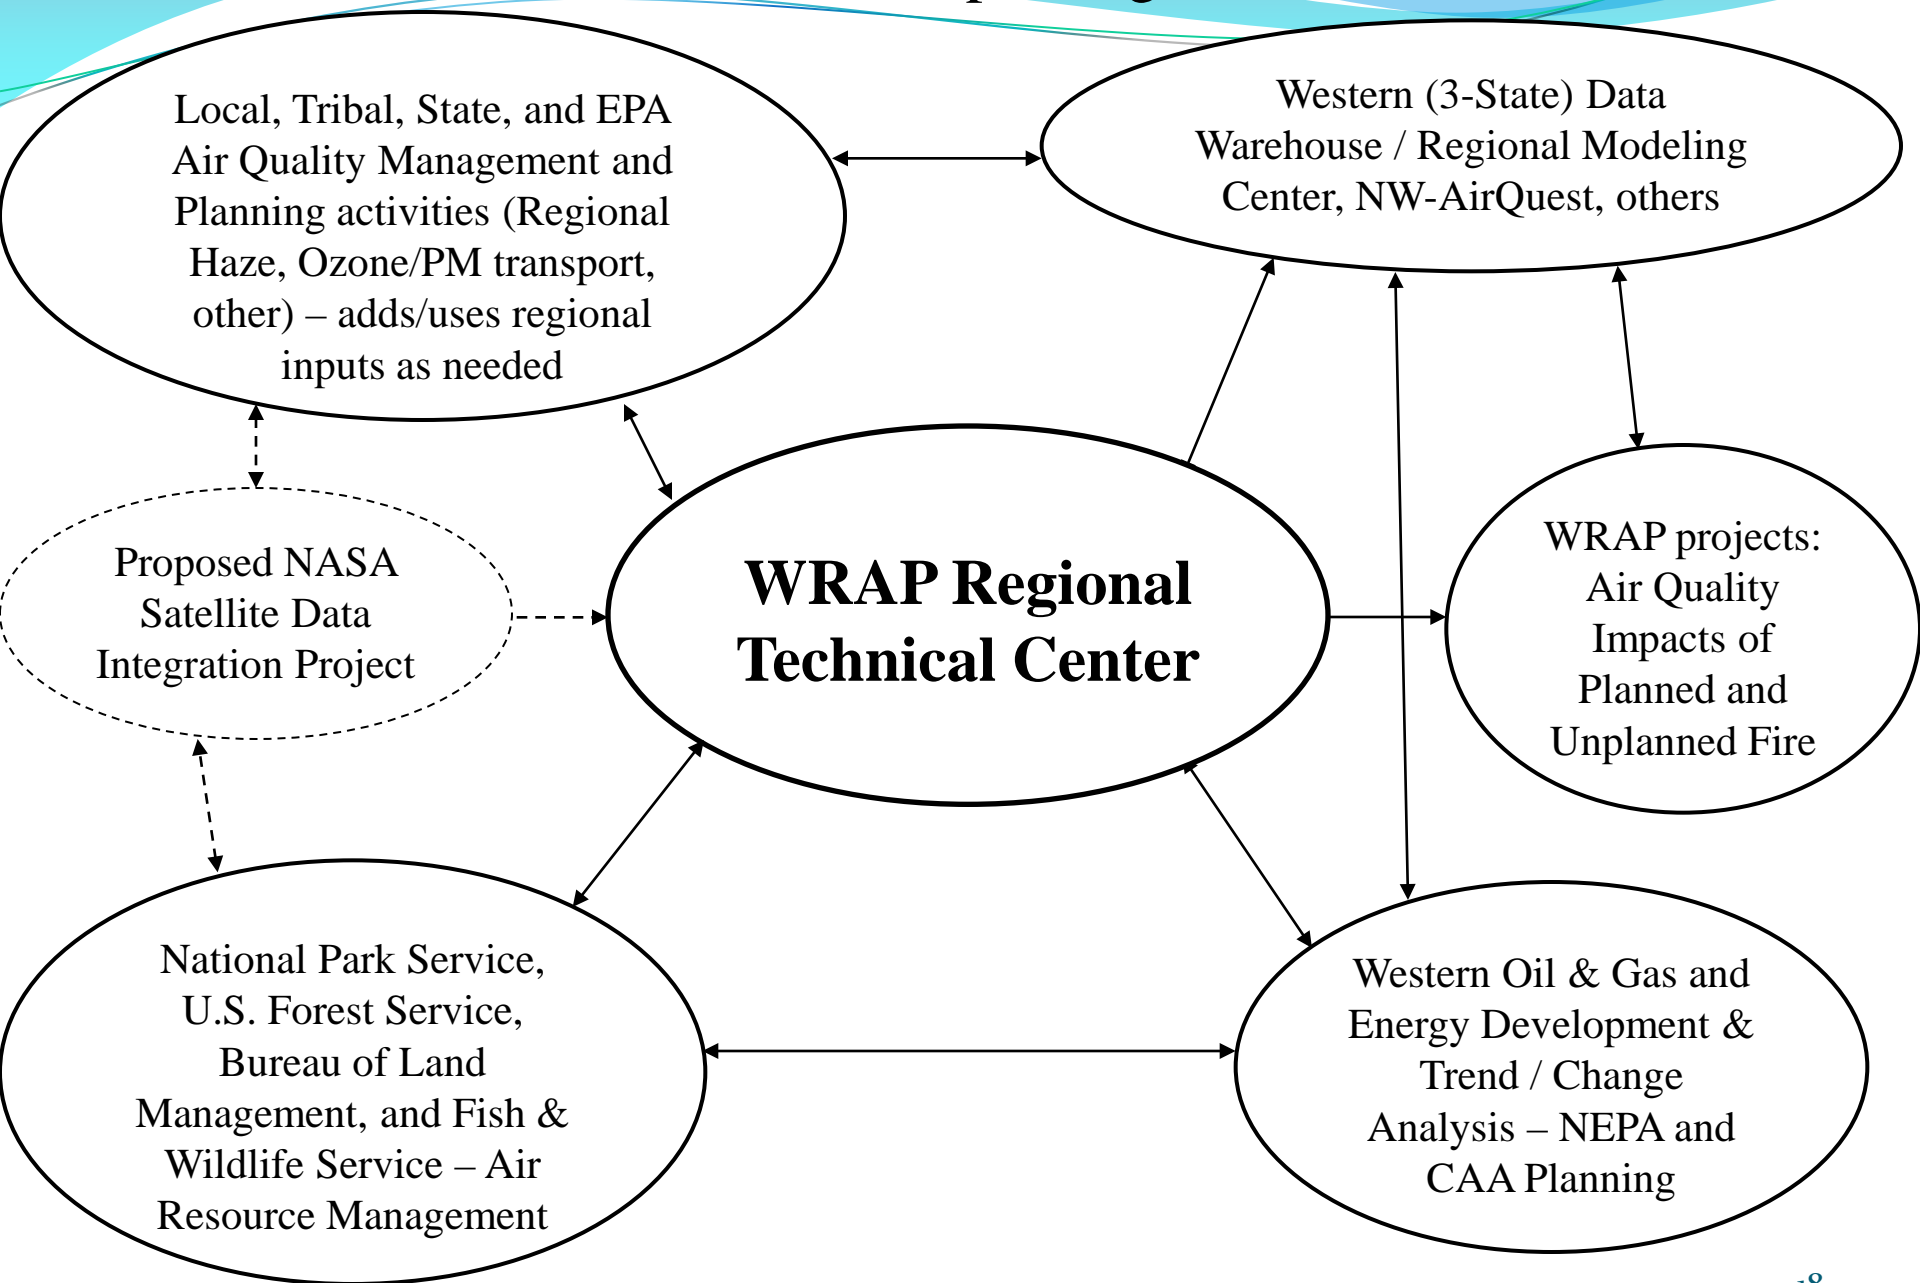 Local, Tribal, State, and EPA
Air Quality Management and
Planning activities (Regional
Haze, Ozone/PM transport,
other) – adds/uses regional
inputs as needed
Western (3-State) Data
Warehouse / Regional Modeling
Center, NW-AirQuest, others
Proposed NASA
Satellite Data
Integration Project
WRAP Regional
Technical Center
WRAP projects:
Air Quality
Impacts of
Planned and
Unplanned Fire
National Park Service,
U.S. Forest Service,
Bureau of Land
Management, and Fish &
Wildlife Service – Air
Resource Management
Western Oil & Gas and
Energy Development &
Trend / Change
Analysis – NEPA and
CAA Planning